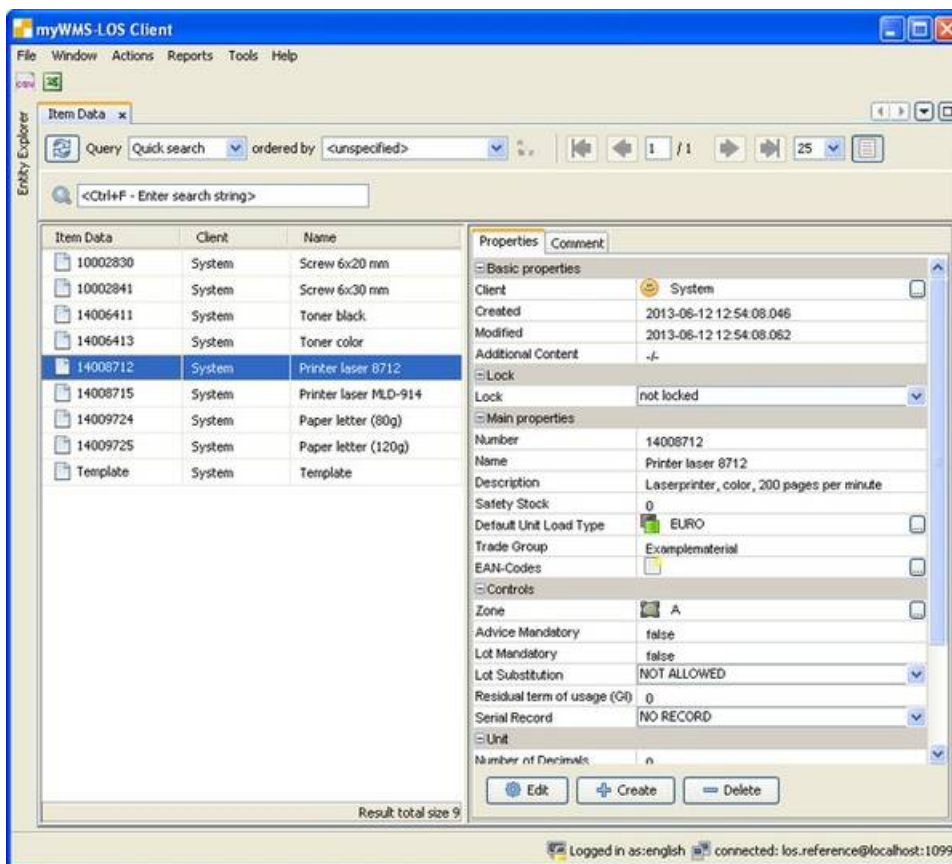 myWMS-LOS Client
File Window Actions Reports Tools Help
csv
Entity Explorer
Item Data x
Query Quick search ordered by <unspecified> 1 / 1 25
<Ctrl+F - Enter search string>
Item Data Client Name
10002830 System Screw 6x20 mm
10002841 System Screw 6x30 mm
14006411 System Toner black
14006413 System Toner color
14008712 System Printer laser 8712
14008715 System Printer laser MLD-914
14009724 System Paper letter (80g)
14009725 System Paper letter (120g)
Template System Template
Result total size 9
Properties Comment
Basic properties
Client System ...
Created 2013-06-12 12:54:08.046
Modified 2013-06-12 12:54:08.062
Additional Content -/-
Lock
Lock not locked
Main properties
Number 14008712
Name Printer laser 8712
Description Laserprinter, color, 200 pages per minute
Safety Stock 0
Default Unit Load Type EURO ...
Trade Group Examplematerial
EAN-Codes ...
Controls
Zone A ...
Advice Mandatory false
Lot Mandatory false
Lot Substitution NOT ALLOWED
Residual term of usage (GI) 0
Serial Record NO RECORD
Unit
Number of Decimals 0
Edit Create Delete
Logged in as:english connected: los.reference@localhost:1099